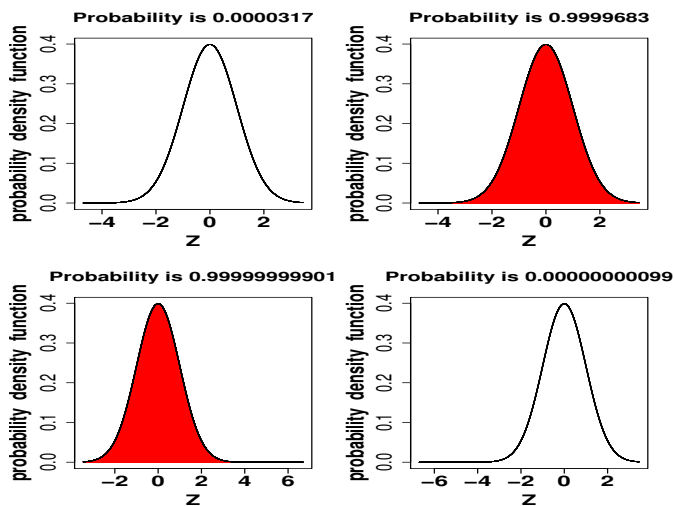 Probability is 0.0000317
probability density function
0.0 0.1 0.2 0.3 0.4
−4 −2 0 2
Z
Probability is 0.9999683
probability density function
0.0 0.1 0.2 0.3 0.4
−4 −2 0 2
Z
Probability is 0.99999999901
probability density function
0.0 0.1 0.2 0.3 0.4
−2 0 2 4 6
Z
Probability is 0.00000000099
probability density function
0.0 0.1 0.2 0.3 0.4
−6 −4 −2 0 2
Z